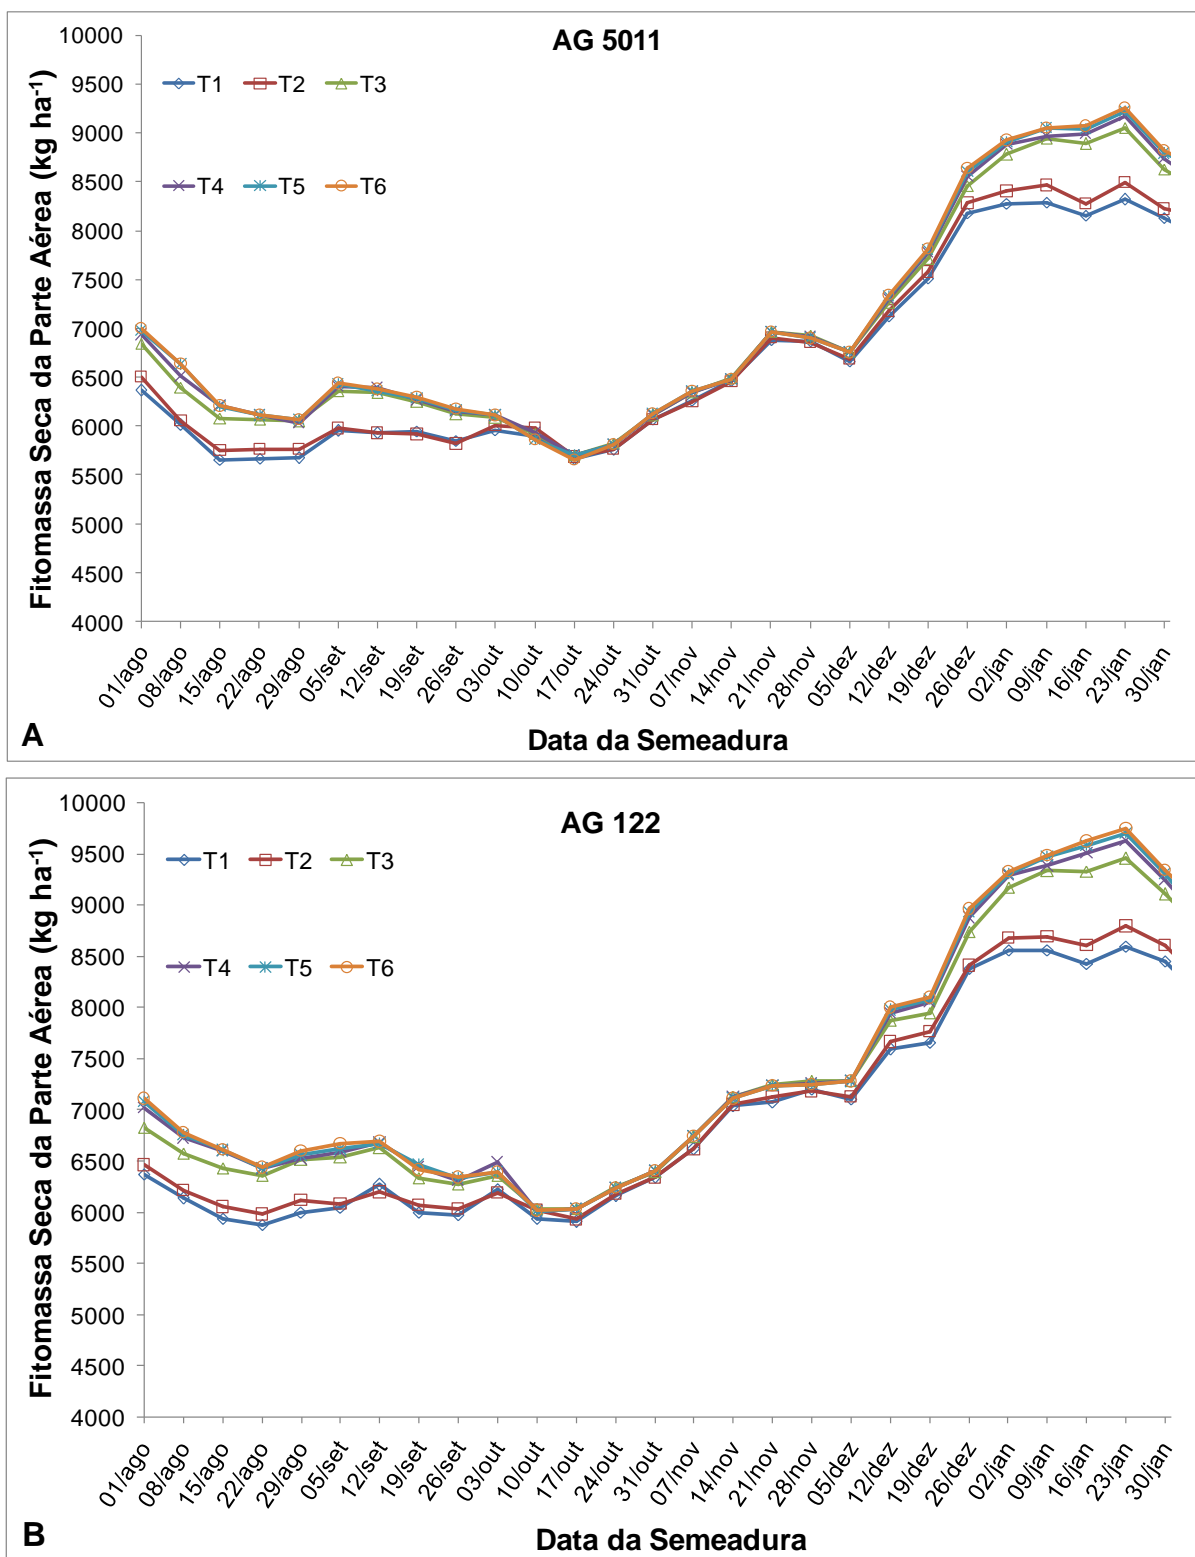 AG 5011
10000
9500
9000
8500
8000
7500
7000
6500
6000
5500
5000
4500
4000
Fitomassa Seca da Parte Aérea (kg ha⁻¹)
T1 T2 T3
T4 T5 T6
01/ago 08/ago 15/ago 22/ago 29/ago 05/set 12/set 19/set 26/set 03/out 10/out 17/out 24/out 31/out 07/nov 14/nov 21/nov 28/nov 05/dez 12/dez 19/dez 26/dez 02/jan 09/jan 16/jan 23/jan 30/jan
Data da Semeadura
A
AG 122
10000
9500
9000
8500
8000
7500
7000
6500
6000
5500
5000
4500
4000
Fitomassa Seca da Parte Aérea (kg ha⁻¹)
T1 T2 T3
T4 T5 T6
01/ago 08/ago 15/ago 22/ago 29/ago 05/set 12/set 19/set 26/set 03/out 10/out 17/out 24/out 31/out 07/nov 14/nov 21/nov 28/nov 05/dez 12/dez 19/dez 26/dez 02/jan 09/jan 16/jan 23/jan 30/jan
Data da Semeadura
B